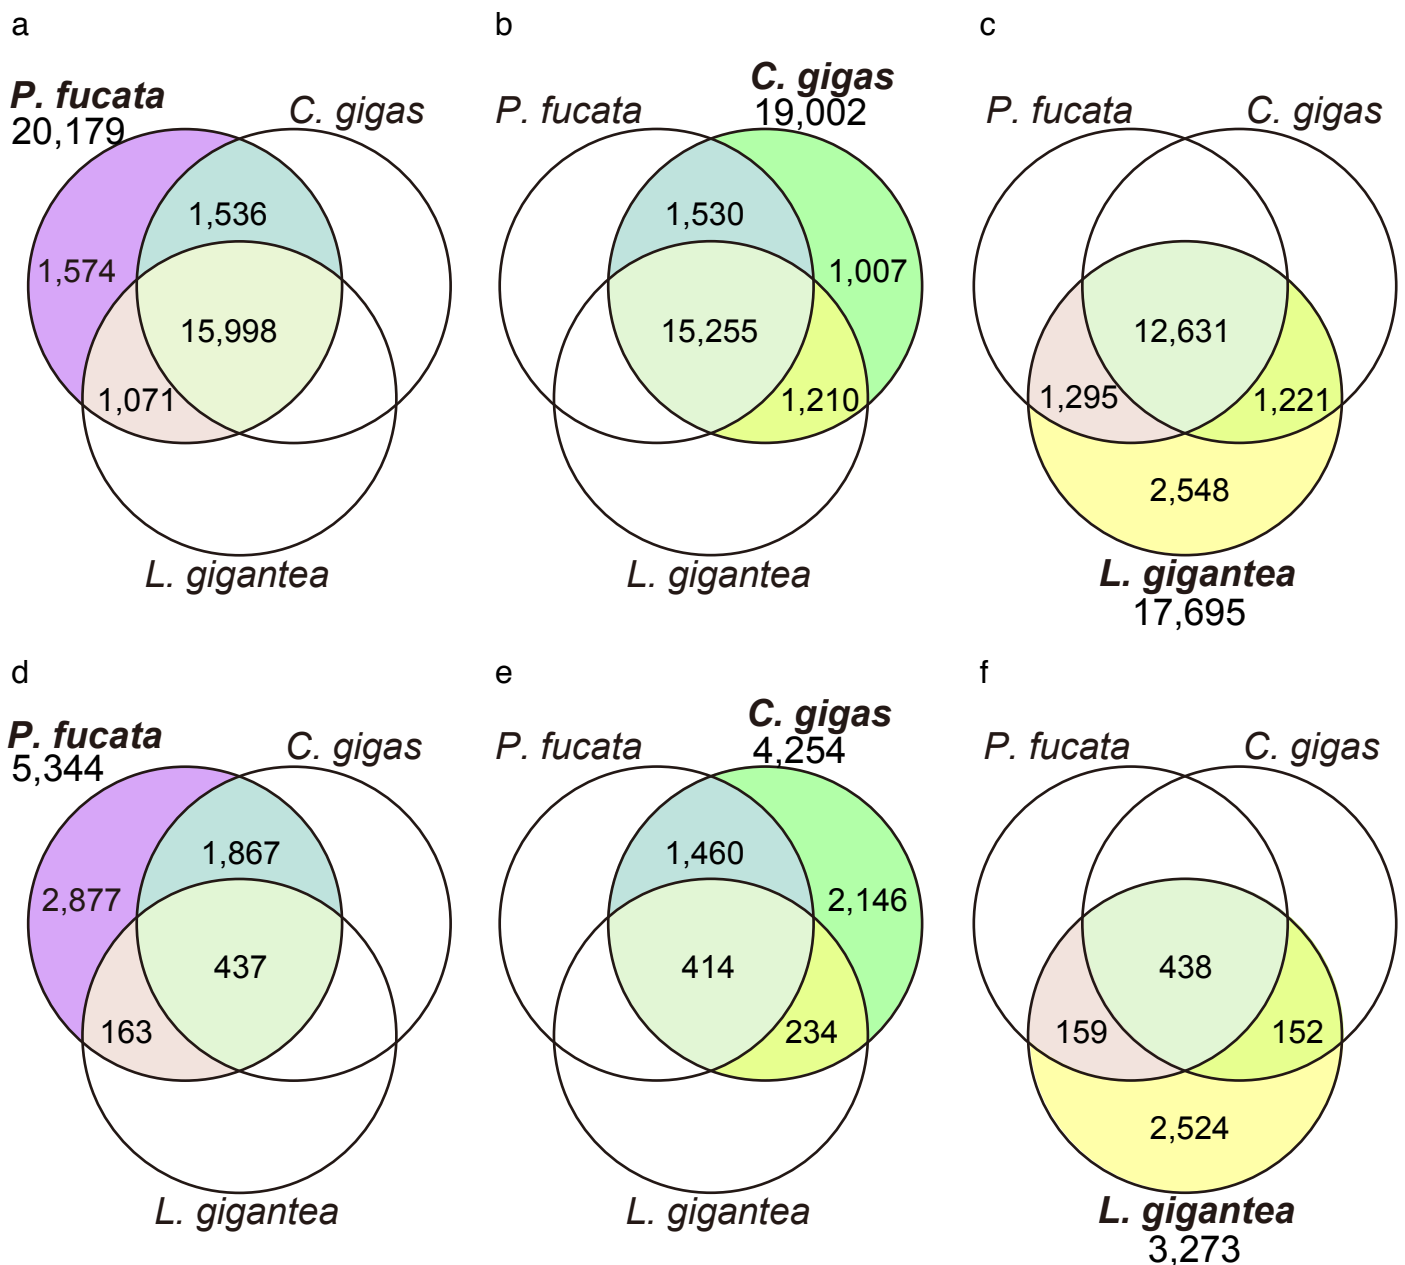 a
P. fucata
20,179
C. gigas
1,536
1,574
15,998
1,071
L. gigantea
b
P. fucata
C. gigas
19,002
1,530
1,007
15,255
1,210
L. gigantea
c
P. fucata
C. gigas
12,631
1,295
1,221
2,548
L. gigantea
17,695
d
P. fucata
5,344
C. gigas
1,867
2,877
437
163
L. gigantea
e
P. fucata
C. gigas
4,254
1,460
2,146
414
234
L. gigantea
f
P. fucata
C. gigas
438
159
152
2,524
L. gigantea
3,273